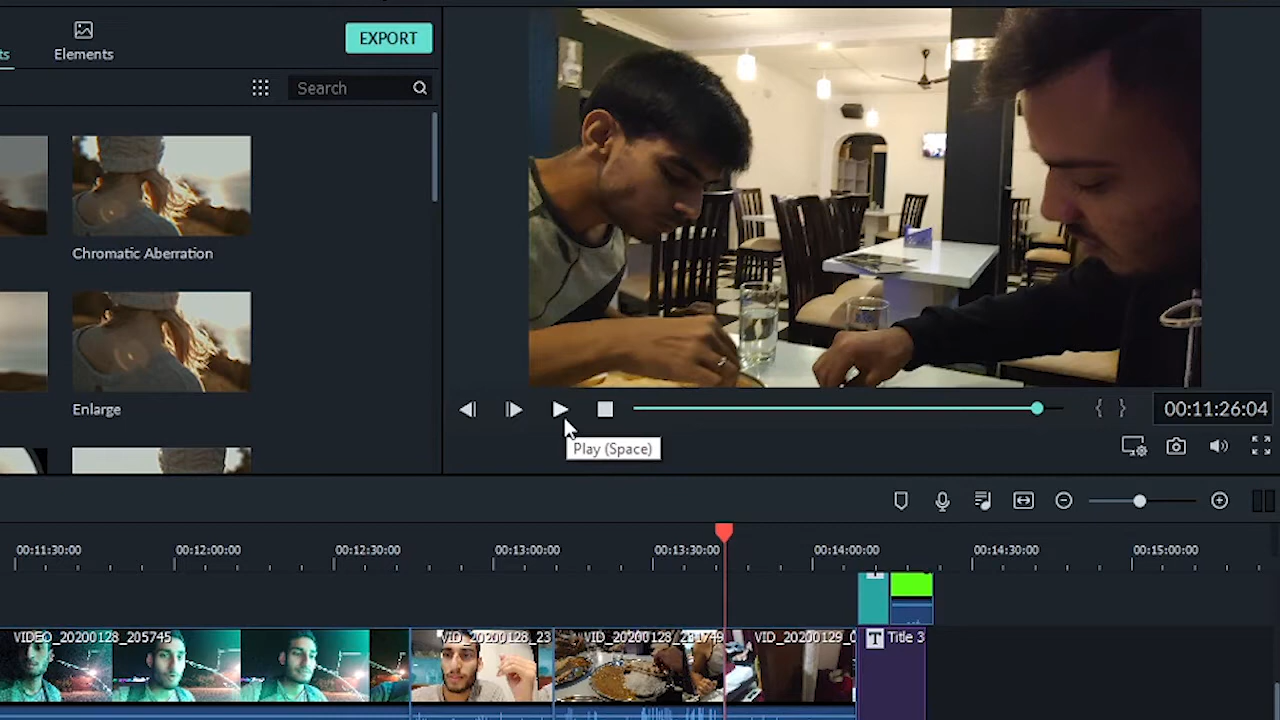 ts
Elements
EXPORT
Search
Chromatic Aberration
Enlarge
Play (Space)
{ }
00:11:26:04
00:11:30:00
00:12:00:00
00:12:30:00
00:13:00:00
00:13:30:00
00:14:00:00
00:14:30:00
00:15:00:00
VIDEO_20200128_205745
VID_20200128_23
VID_20200128_231749
VID_20200129_0
T Title 3